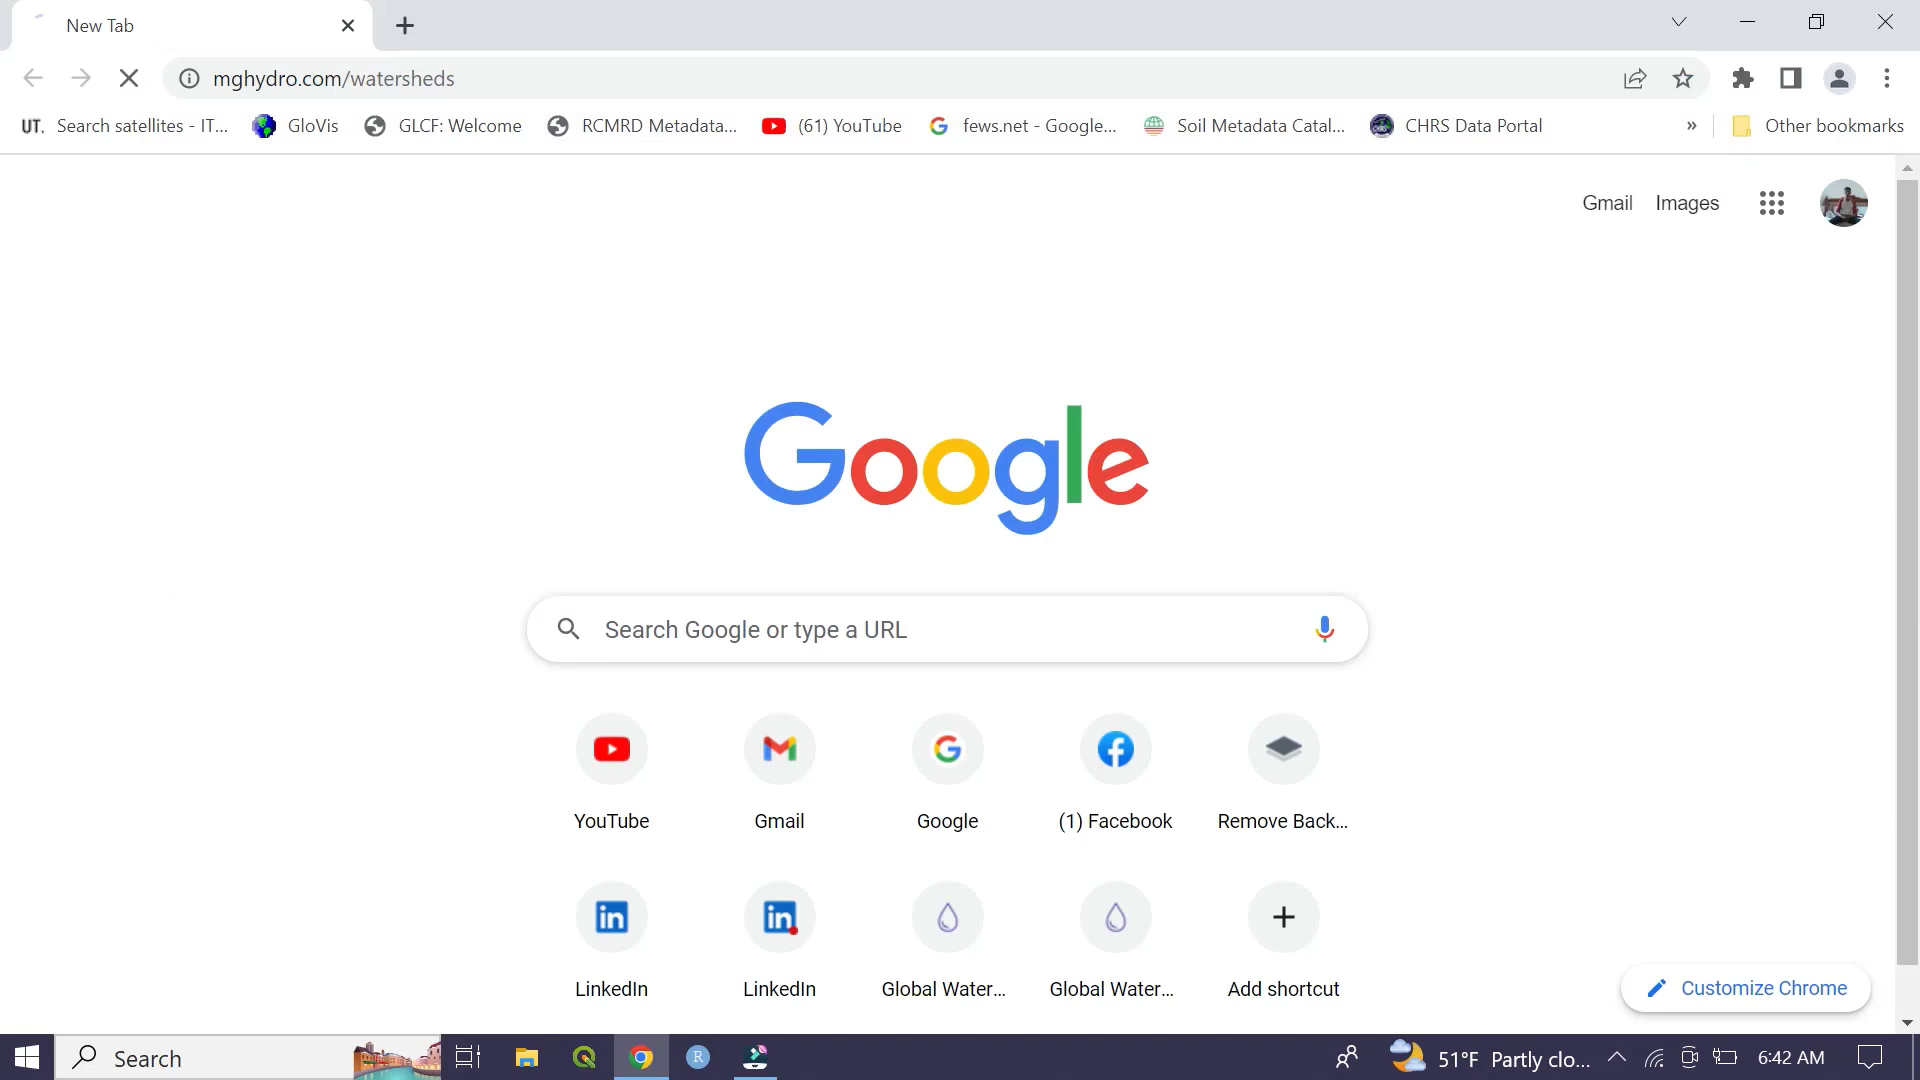 New Tab
mghydro.com/watersheds
UT. Search satellites - IT... GloVis GLCF: Welcome RCMRD Metadata... (61) YouTube fews.net - Google... Soil Metadata Catal... CHRS Data Portal » Other bookmarks
Gmail Images
Google
Search Google or type a URL
YouTube Gmail Google (1) Facebook Remove Back...
LinkedIn LinkedIn Global Water... Global Water... Add shortcut
Customize Chrome
Search 51°F Partly clo... 6:42 AM